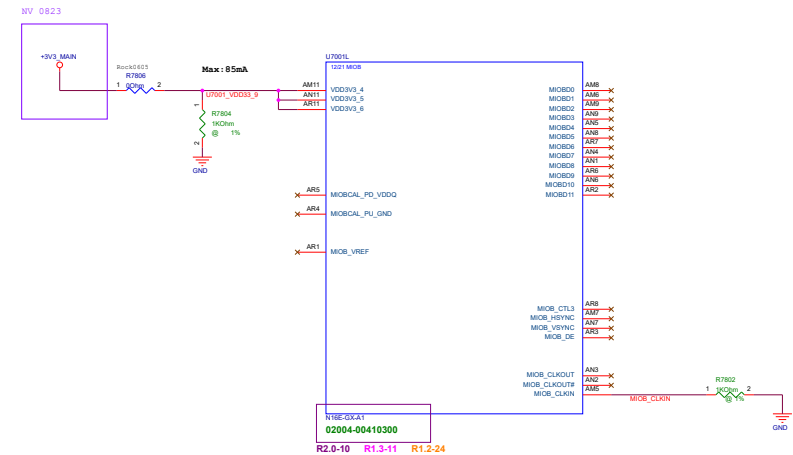 NV 0823
+3V3_MAIN
Rock0605
R7806
1 0Ohm 2
Max:85mA
U7001_VDD33_9
1
R7804
1KOhm
@ 1%
2
GND
U7001L
12/21 MIOB
AM11 VDD3V3_4
AN11 VDD3V3_5
AR11 VDD3V3_6
AR5 MIOBCAL_PD_VDDQ
AR4 MIOBCAL_PU_GND
AR1 MIOB_VREF
MIOBD0 AM8
MIOBD1 AM6
MIOBD2 AM9
MIOBD3 AN9
MIOBD4 AN5
MIOBD5 AN8
MIOBD6 AR7
MIOBD7 AN4
MIOBD8 AN1
MIOBD9 AR6
MIOBD10 AN6
MIOBD11 AR2
MIOB_CTL3 AR8
MIOB_HSYNC AM7
MIOB_VSYNC AN7
MIOB_DE AR3
MIOB_CLKOUT AN3
MIOB_CLKOUT# AN2
MIOB_CLKIN AM5
MIOB_CLKIN
R7802
1 1KOhm 2
@ 1%
GND
N16E-GX-A1
02004-00410300
R2.0-10 R1.3-11 R1.2-24